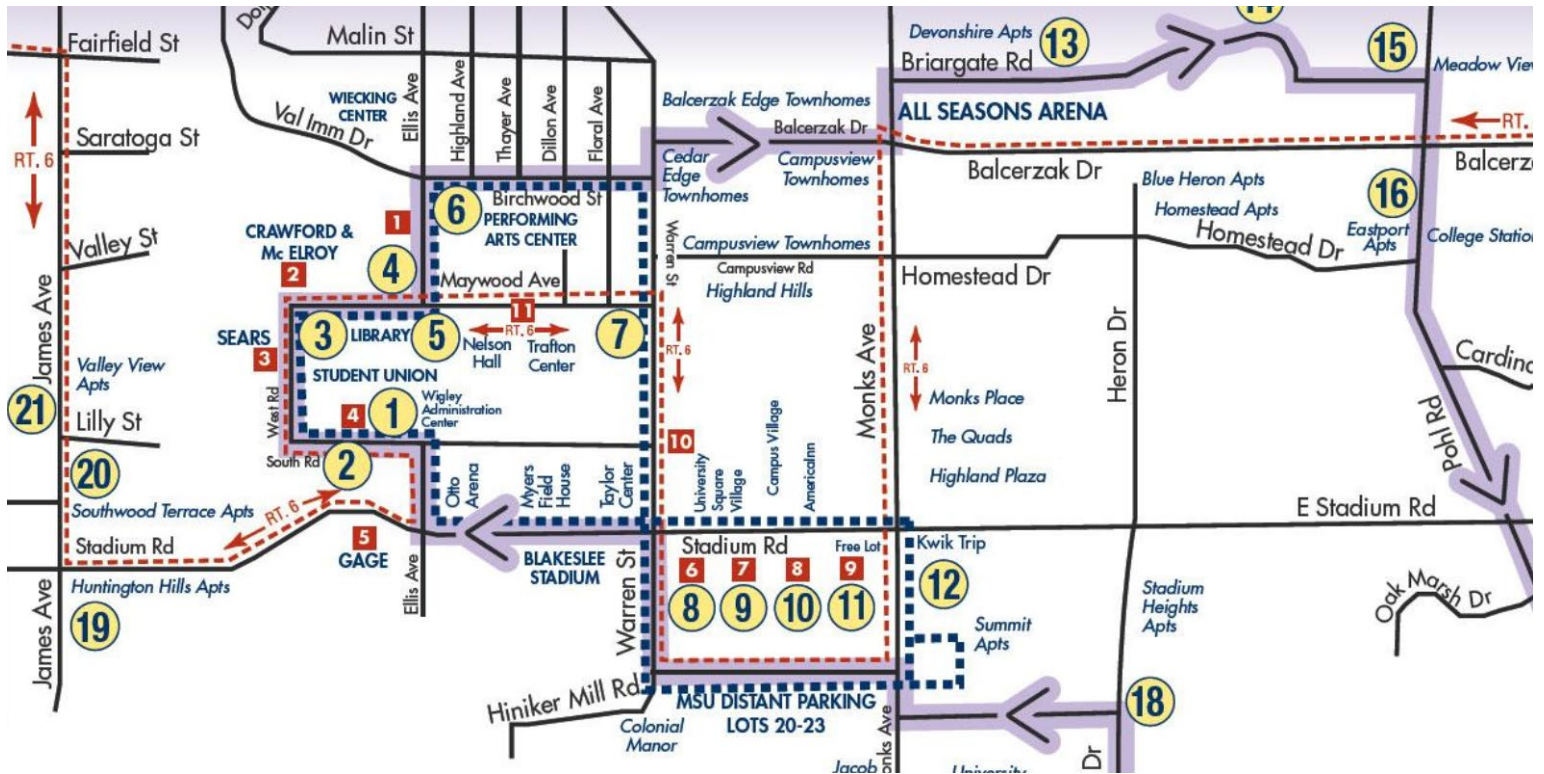 Fairfield St
Malin St
Devonshire Apts
13
14
15
Briargate Rd
Meadow View
WIECKING
CENTER
Ellis Ave
Highland Ave
Thayer Ave
Dillon Ave
Floral Ave
Balcerzak Edge Townhomes
ALL SEASONS ARENA
RT. 6
Saratoga St
Val Imm Dr
Balcerzak Dr
RT.
Cedar
Edge
Townhomes
Campusview
Townhomes
Balcerzak Dr
Blue Heron Apts
Homestead Apts
16
Eastport
Apts
College Statio
Homestead Dr
6
Birchwood St
PERFORMING
ARTS CENTER
1
CRAWFORD &
Mc ELROY
2
4
Valley St
Warren St
Campusview Townhomes
Campusview Rd
Highland Hills
Homestead Dr
Maywood Ave
11
RT. 6
James Ave
SEARS
3
3
LIBRARY
5
Nelson
Hall
Trafton
Center
7
RT. 6
Monks Ave
RT. 6
Heron Dr
Cardin
Valley View
Apts
STUDENT UNION
West Rd
4
1
Wigley
Administration
Center
21
Lilly St
Monks Place
The Quads
Highland Plaza
Pohl Rd
10
University
Square
Village
Campus Village
AmericInn
20
South Rd
2
Otto
Arena
Myers
Field
House
Taylor
Center
Southwood Terrace Apts
RT. 6
E Stadium Rd
Stadium Rd
5
GAGE
BLAKESLEE
STADIUM
Stadium Rd
Free Lot
Kwik Trip
Huntington Hills Apts
Ellis Ave
Warren St
6
7
8
9
8
9
10
11
12
Stadium
Heights
Apts
Oak Marsh Dr
19
James Ave
Summit
Apts
Hiniker Mill Rd
MSU DISTANT PARKING
LOTS 20-23
18
Colonial
Manor
onks Ave
Jacob
University
Dr